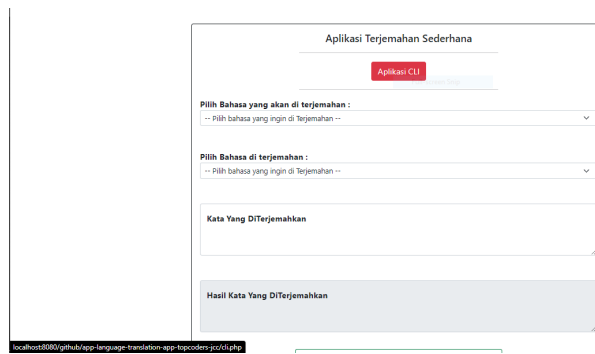 Aplikasi Terjemahan Sederhana
Aplikasi CLI
Pilih Bahasa yang akan di terjemahan :
-- Pilih bahasa yang ingin di Terjemahan --
Pilih Bahasa di terjemahan :
-- Pilih bahasa yang ingin di Terjemahan --
Kata Yang DiTerjemahkan
Hasil Kata Yang DiTerjemahkan
localhost:8080/github/app-language-translation-app-topcoders-jcc/cli.php